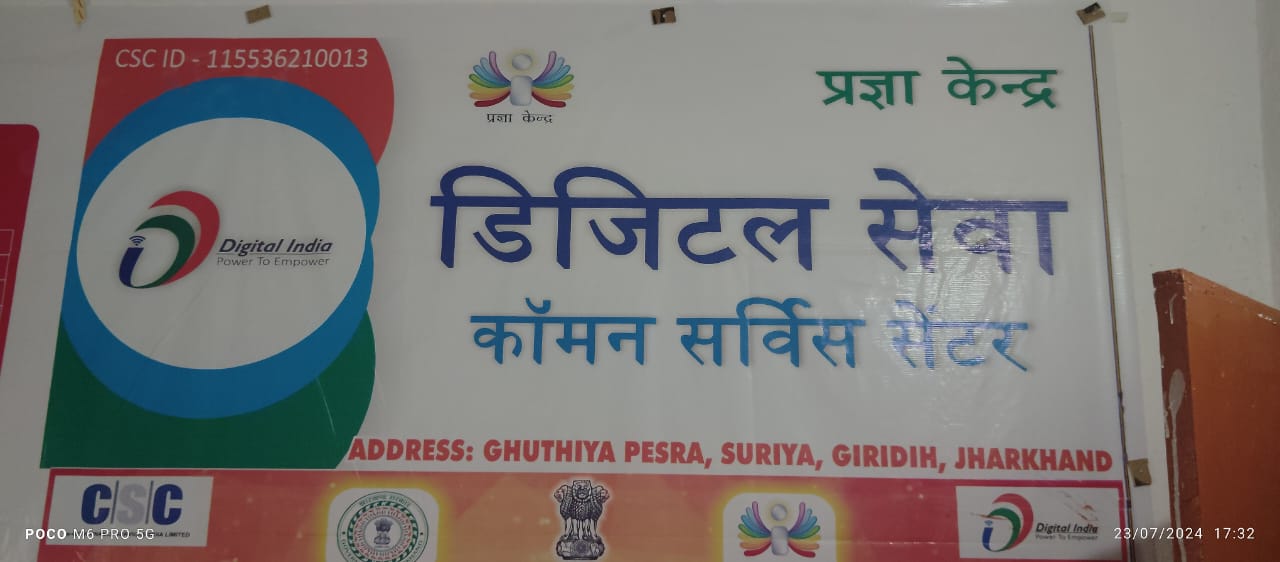 CSC ID - 115536210013
प्रज्ञा केन्द्र
प्रज्ञा केन्द्र
डिजिटल सेवा
Digital India
Power To Empower
कॉमन सर्विस सेंटर
ADDRESS: GHUTHIYA PESRA, SURIYA, GIRIDIH, JHARKHAND
CSC
LIMITED
Digital India
Power To Empower
POCO M6 PRO 5G
23/07/2024 17:32